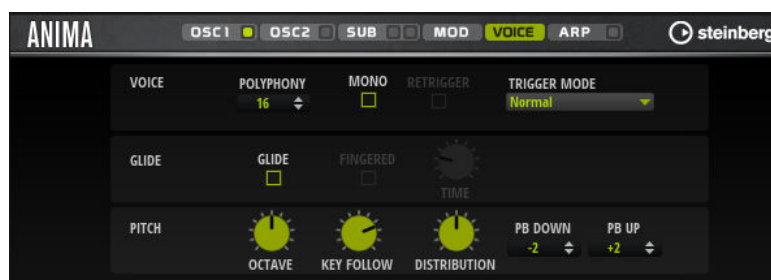 ANIMA OSC1 OSC2 SUB MOD VOICE ARP steinberg
VOICE POLYPHONY MONO RETRIGGER TRIGGER MODE
16 Normal
GLIDE GLIDE FINGERED
TIME
PITCH PB DOWN PB UP
-2 +2
OCTAVE KEY FOLLOW DISTRIBUTION